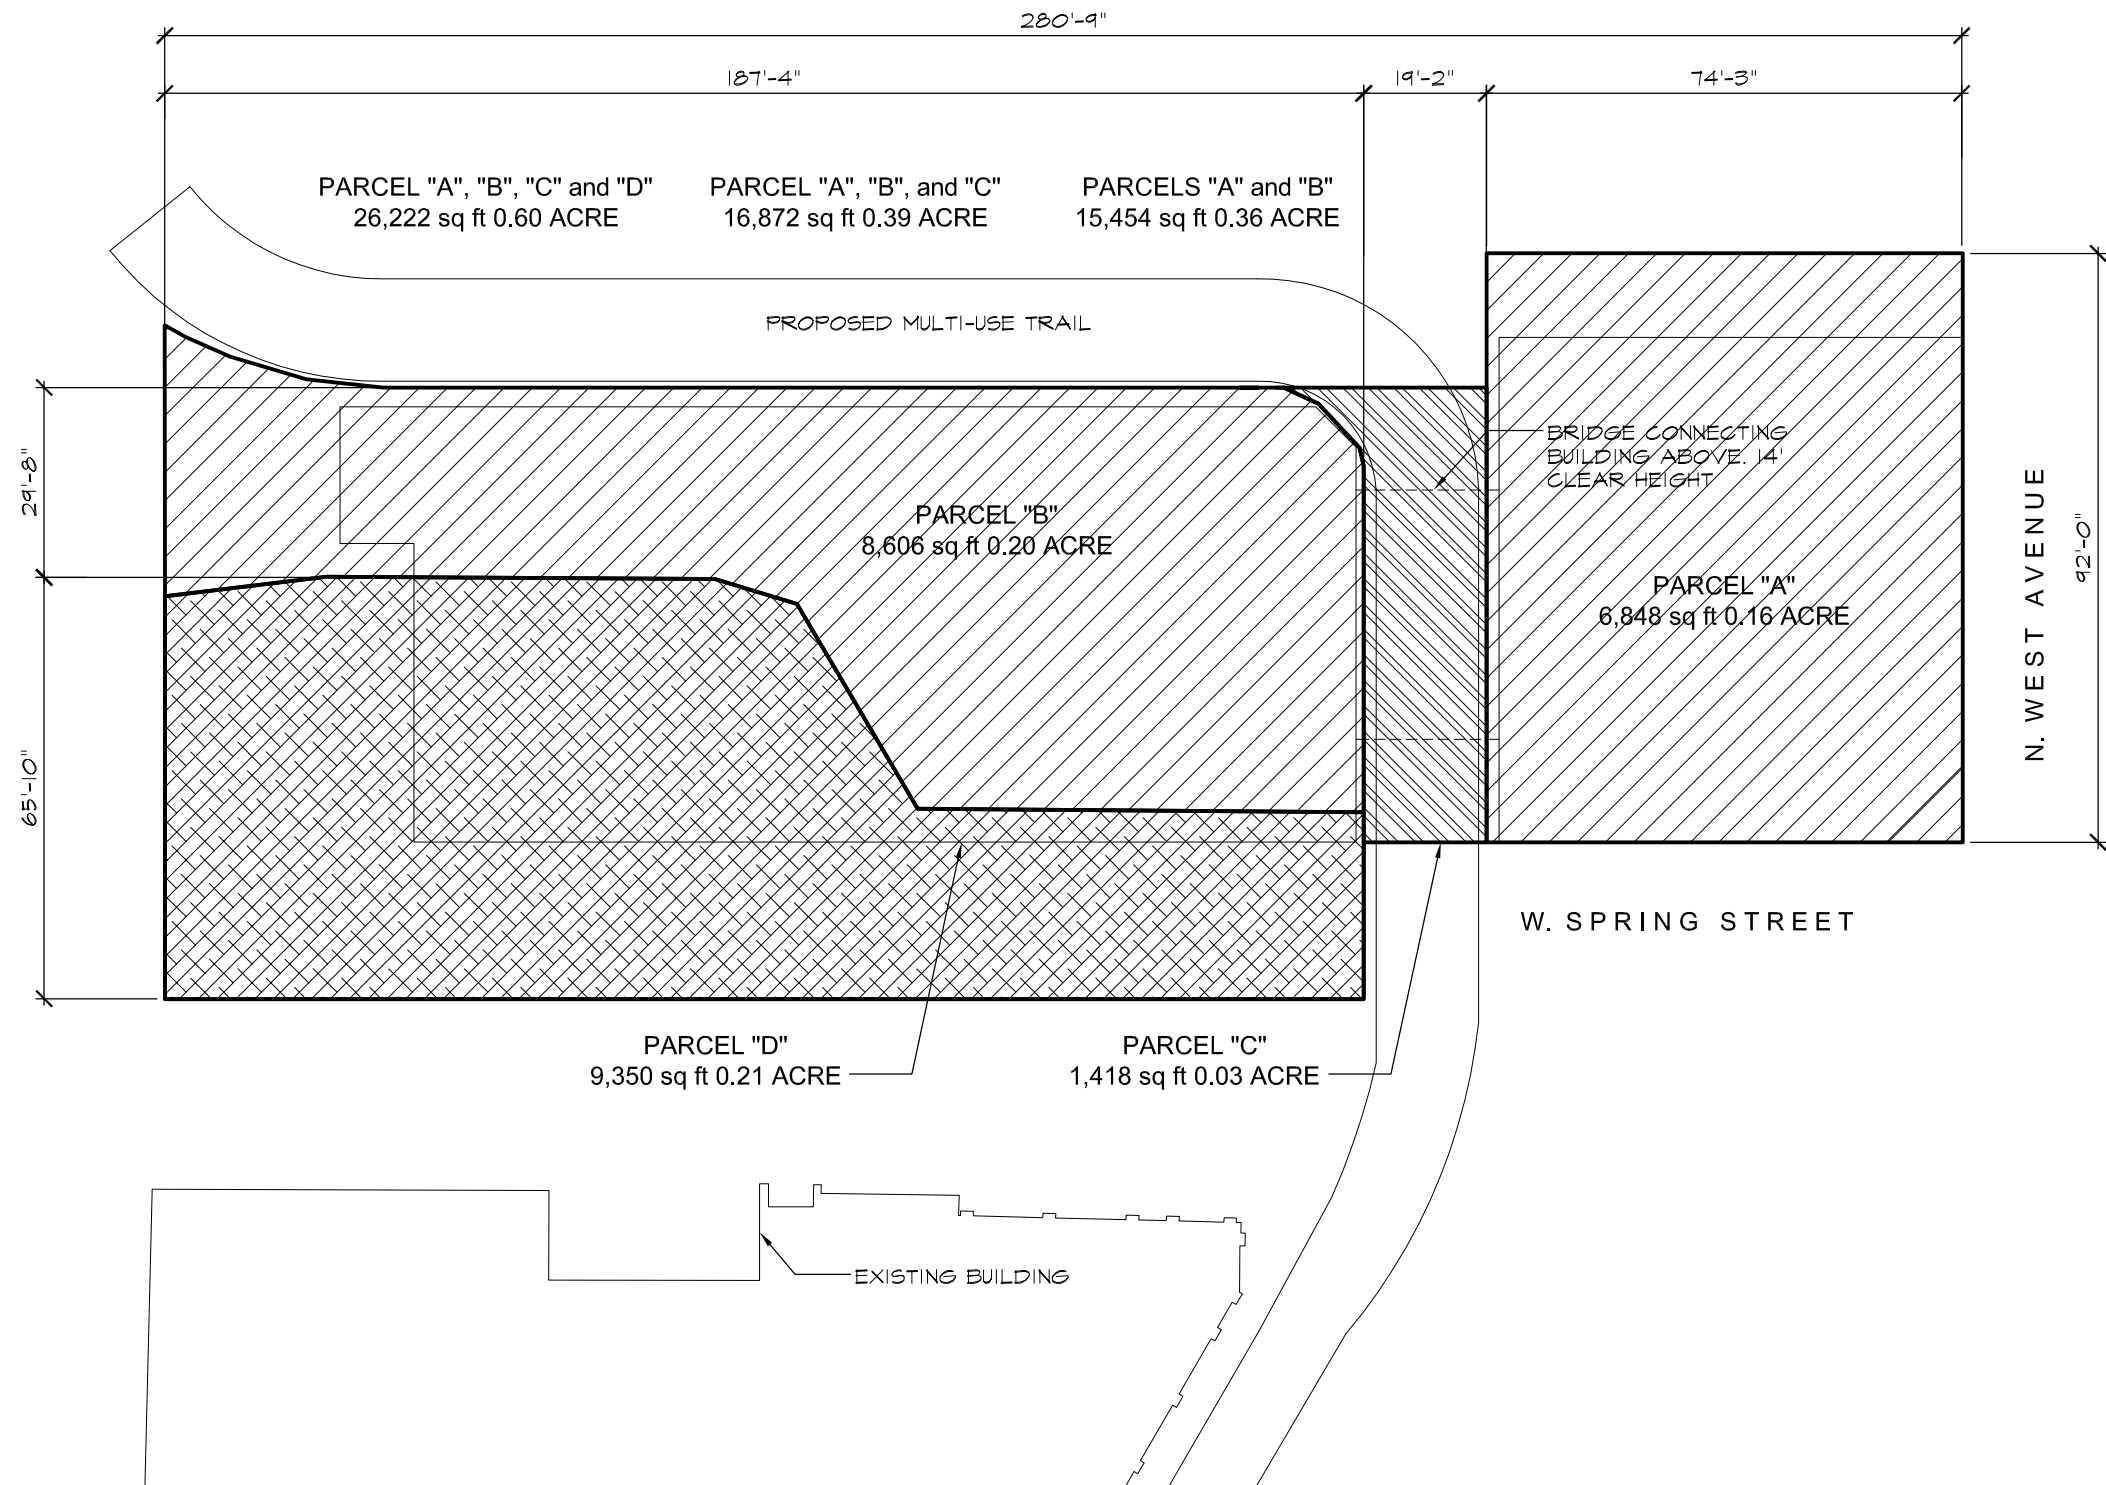 280'-9"
187'-4"
19'-2"
74'-3"
PARCEL "A", "B", "C" and "D"
26,222 sq ft 0.60 ACRE
PARCEL "A", "B", and "C"
16,872 sq ft 0.39 ACRE
PARCELS "A" and "B"
15,454 sq ft 0.36 ACRE
PROPOSED MULTI-USE TRAIL
BRIDGE CONNECTING
BUILDING ABOVE. 14'
CLEAR HEIGHT
29'-8"
PARCEL "B"
8,606 sq ft 0.20 ACRE
PARCEL "A"
6,848 sq ft 0.16 ACRE
N. WEST AVENUE
92'-0"
65'-10"
W. SPRING STREET
PARCEL "D"
9,350 sq ft 0.21 ACRE
PARCEL "C"
1,418 sq ft 0.03 ACRE
EXISTING BUILDING